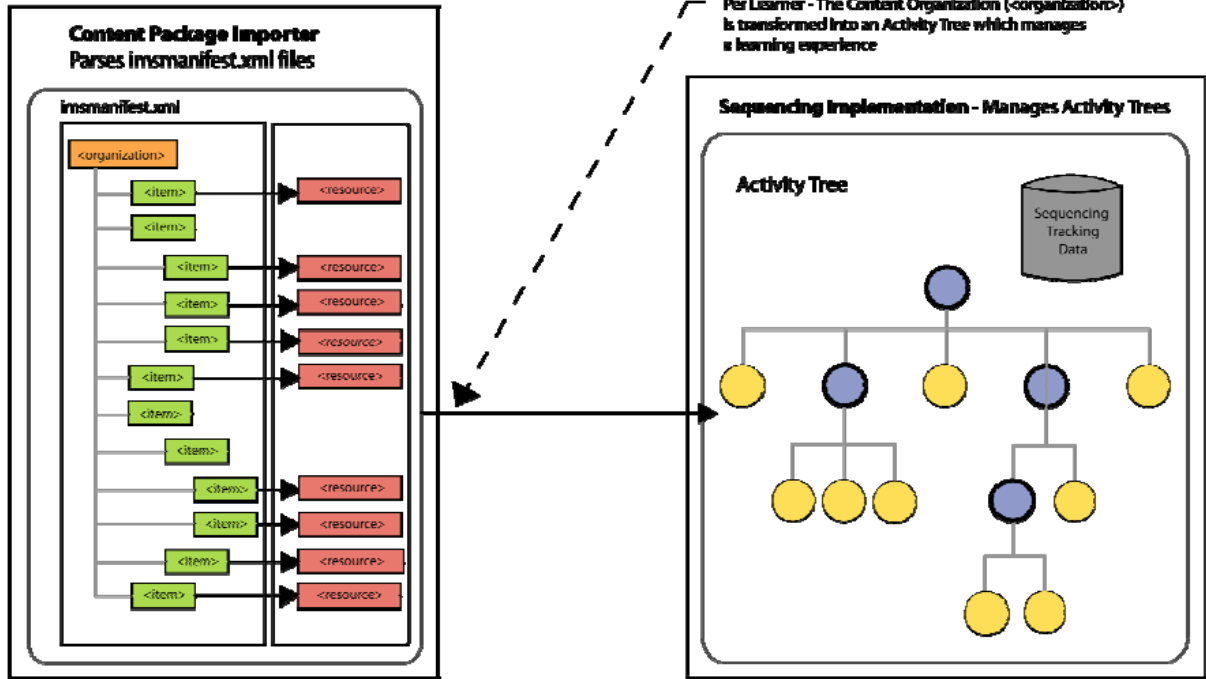 Content Package Importer
Parses imsmanifest.xml files
imsmanifest.xml
<organization>
<item>
<resource>
<item>
<item>
<resource>
<item>
<resource>
<item>
<resource>
<item>
<resource>
<item>
<item>
<item>
<resource>
<item>
<resource>
<item>
<resource>
<item>
<resource>
Per Learner - The Content Organization (<organization>)
is transformed into an Activity Tree which manages
a learning experience
Sequencing Implementation - Manages Activity Trees
Activity Tree
Sequencing
Tracking
Data